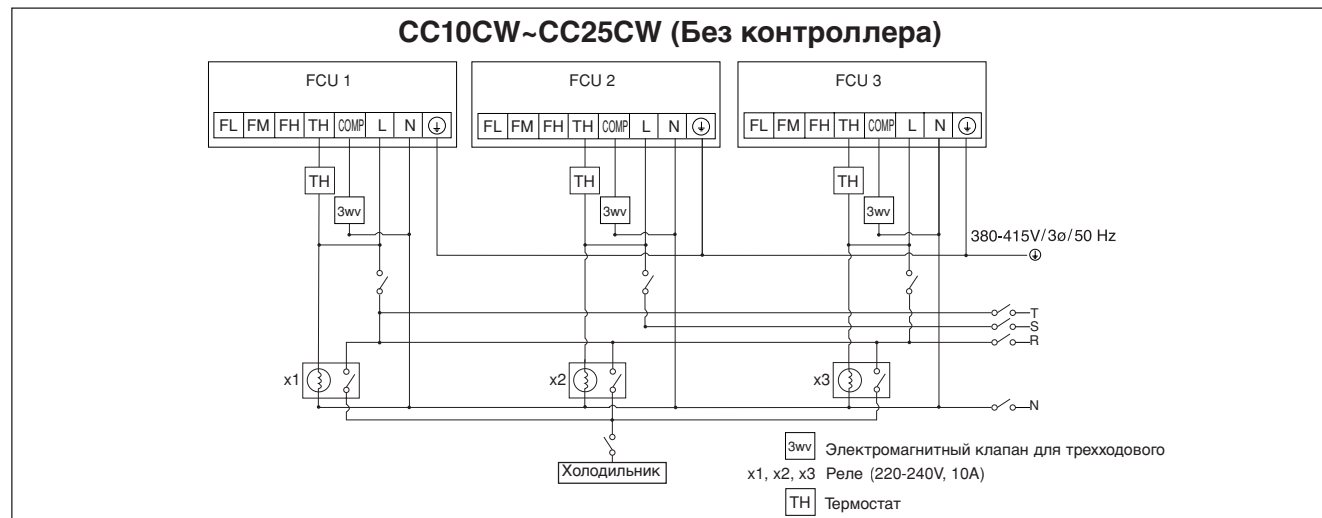 CC10CW~CC25CW (Без контроллера)
FCU 1
FCU 2
FCU 3
FL FM FH TH COMP L N
FL FM FH TH COMP L N
FL FM FH TH COMP L N
TH
TH
TH
3wv
3wv
3wv
380-415V/3ø/50 Hz
T
S
R
x1
x2
x3
N
Холодильник
3wv Электромагнитный клапан для трехходового
x1, x2, x3 Реле (220-240V, 10A)
TH Термостат